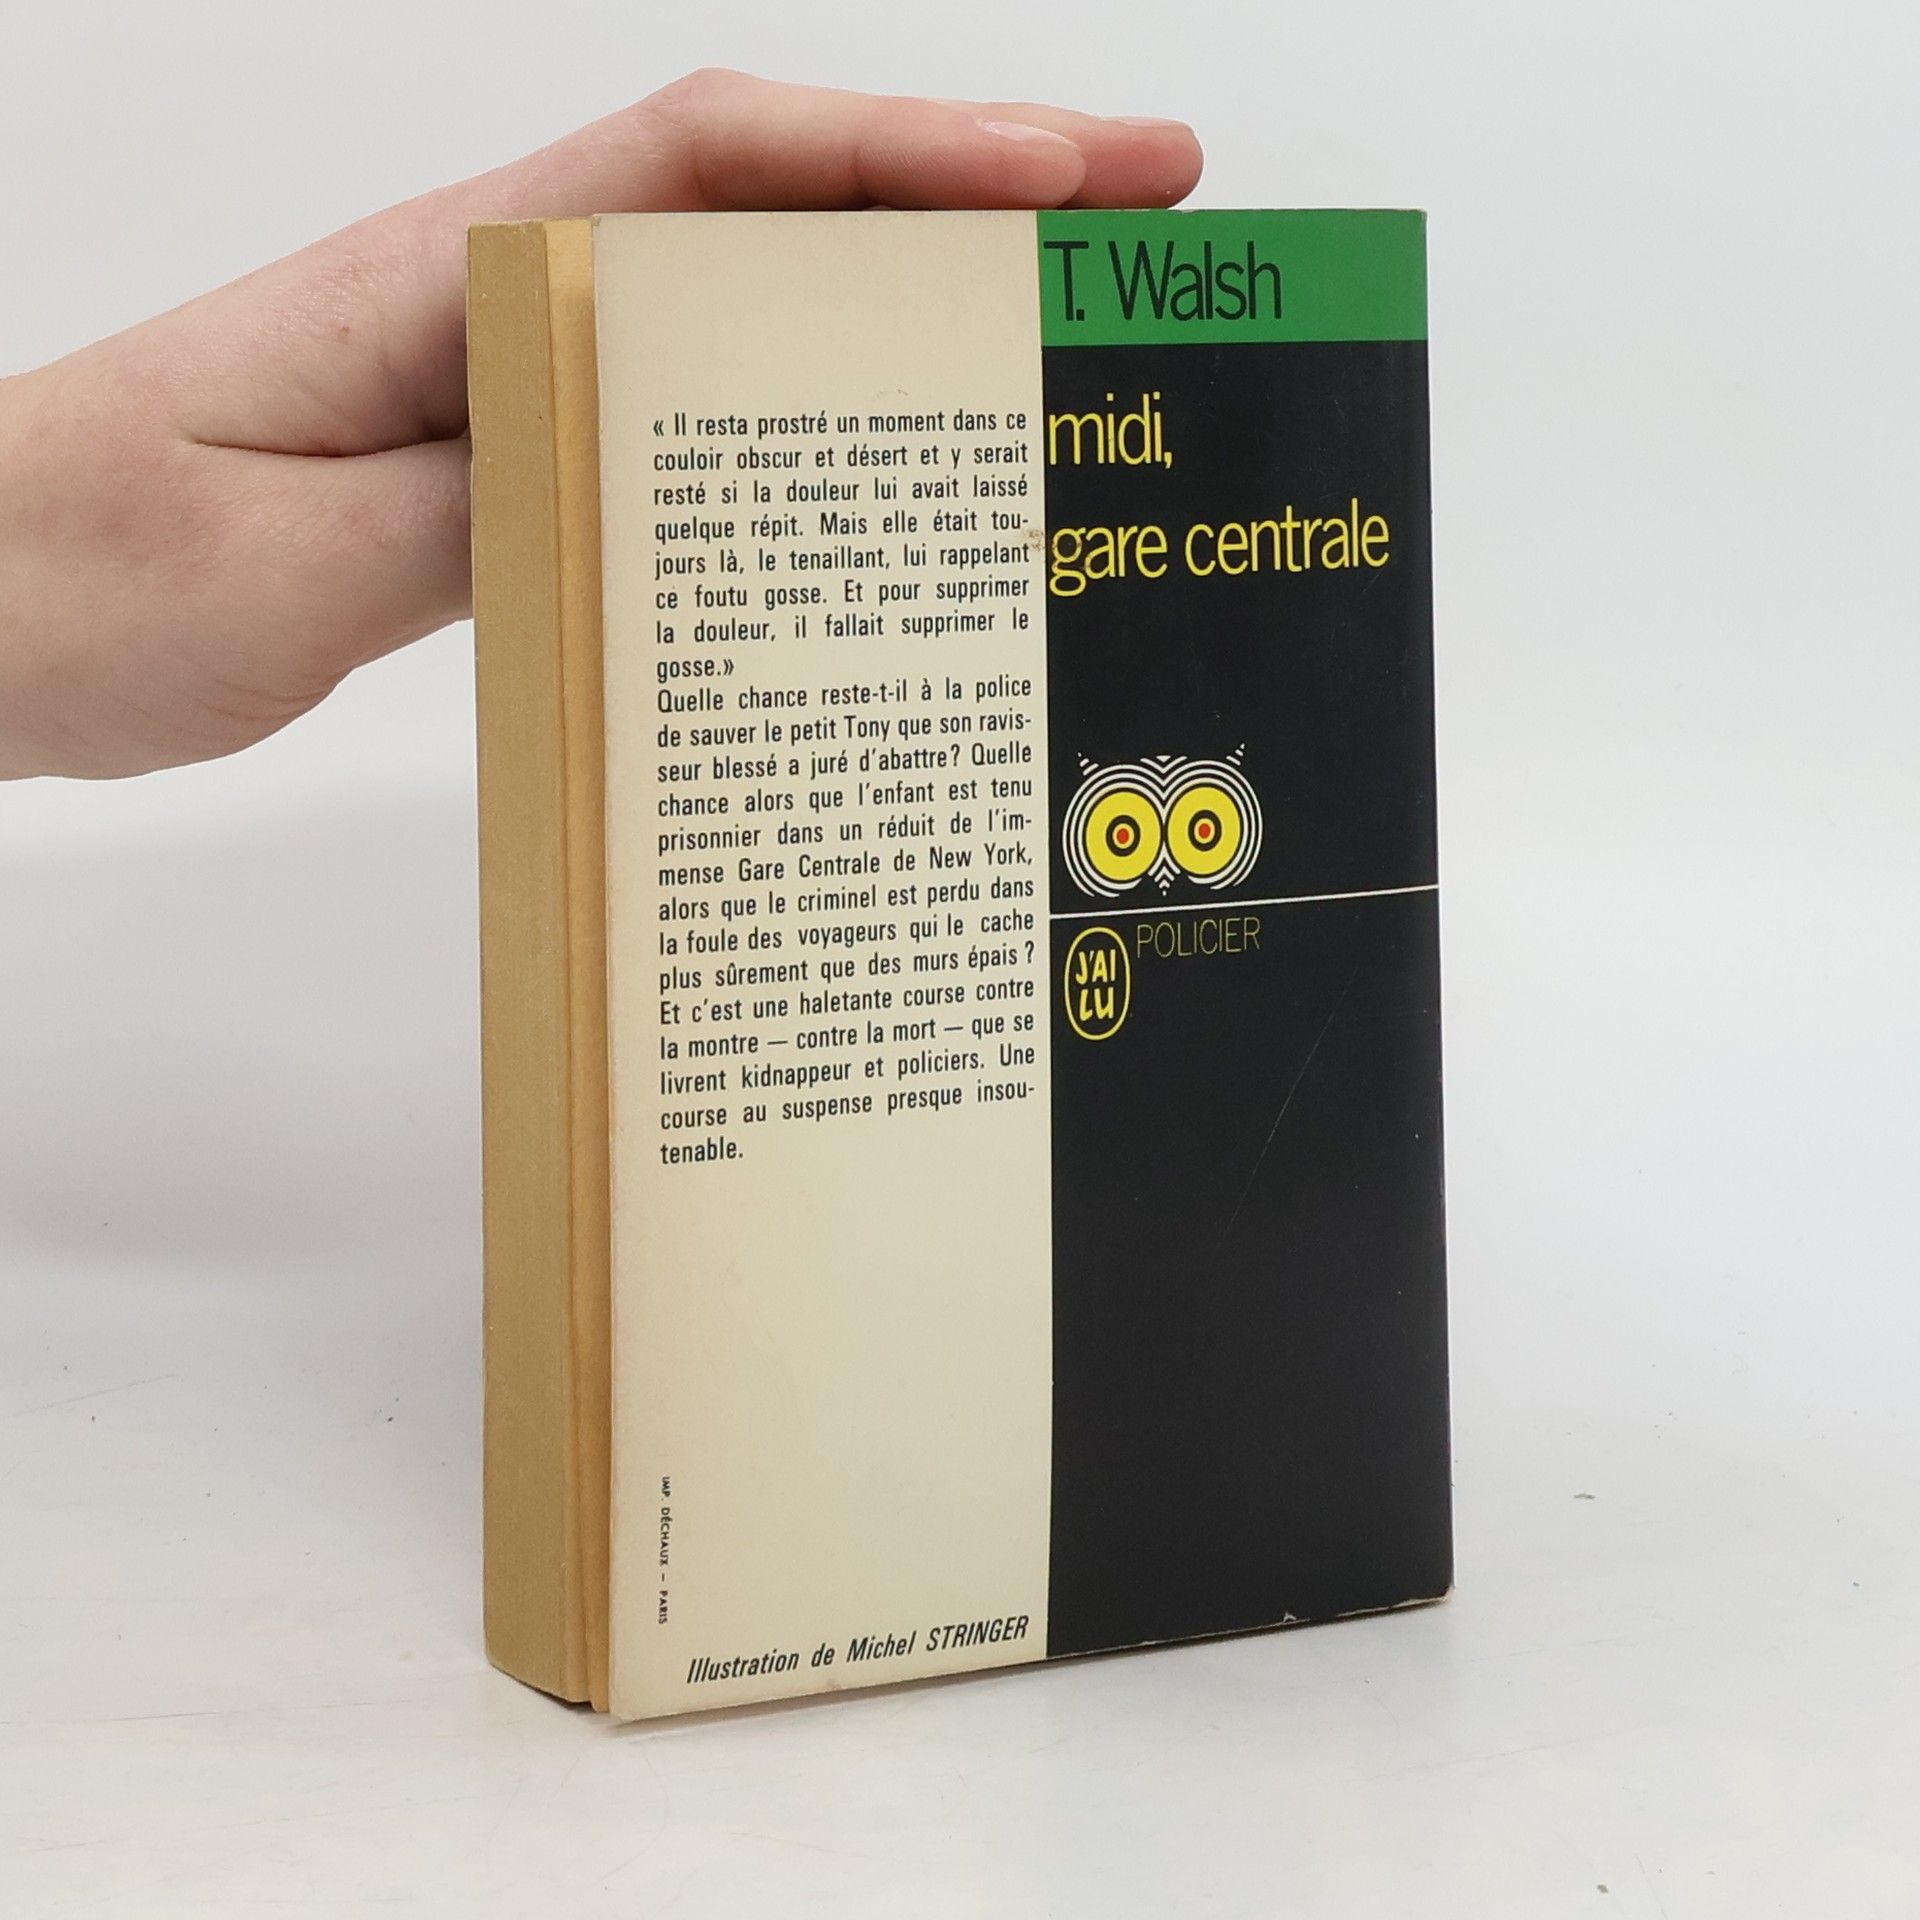 « Il resta prostré un moment dans ce
couloir obscur et désert et y serait
resté si la douleur lui avait laissé
quelque répit. Mais elle était tou-
jours là, le tenaillant, lui rappelant
ce foutu gosse. Et pour supprimer
la douleur, il fallait supprimer le
gosse.»
Quelle chance reste-t-il à la police
de sauver le petit Tony que son ravis-
seur blessé a juré d'abattre? Quelle
chance alors que l'enfant est tenu
prisonnier dans un réduit de l'im-
mense Gare Centrale de New York,
alors que le criminel est perdu dans
la foule des voyageurs qui le cache
plus sûrement que des murs épais ?
Et c'est une haletante course contre
la montre — contre la mort — que se
livrent kidnappeur et policiers. Une
course au suspense presque insou-
tenable.
IMP. DÉCHAUX – PARIS
Illustration de Michel STRINGER
T. Walsh
midi,
gare centrale
POLICIER
J'AI
LU